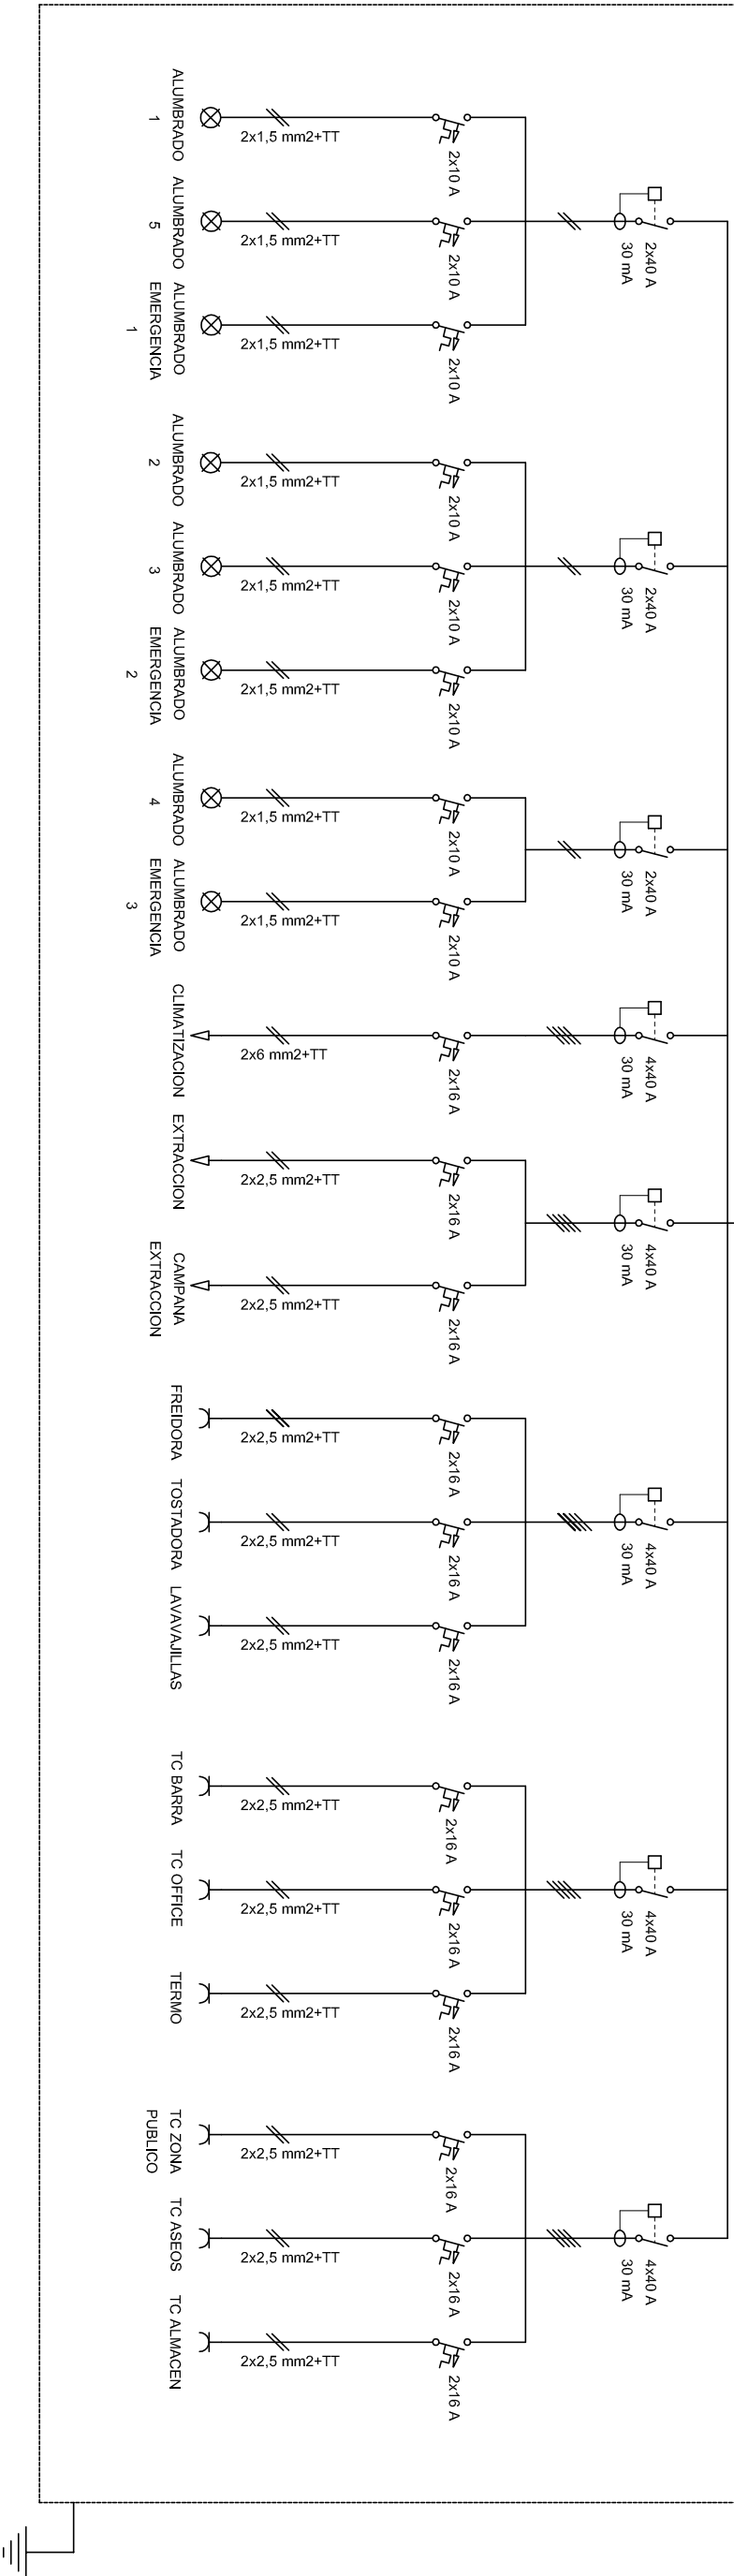 ALUMBRADO
1
2x1,5 mm2+TT
2x10 A
ALUMBRADO
5
2x1,5 mm2+TT
2x10 A
2x40 A
30 mA
ALUMBRADO
EMERGENCIA
1
2x1,5 mm2+TT
2x10 A
ALUMBRADO
2
2x1,5 mm2+TT
2x10 A
ALUMBRADO
3
2x1,5 mm2+TT
2x10 A
2x40 A
30 mA
ALUMBRADO
EMERGENCIA
2
2x1,5 mm2+TT
2x10 A
ALUMBRADO
4
2x1,5 mm2+TT
2x10 A
2x40 A
30 mA
ALUMBRADO
EMERGENCIA
3
2x1,5 mm2+TT
2x10 A
CLIMATIZACION
2x6 mm2+TT
2x16 A
4x40 A
30 mA
EXTRACCION
2x2,5 mm2+TT
2x16 A
4x40 A
30 mA
CAMPANA
EXTRACCION
2x2,5 mm2+TT
2x16 A
FREIDORA
2x2,5 mm2+TT
2x16 A
TOSTADORA
2x2,5 mm2+TT
2x16 A
4x40 A
30 mA
LAVAVAJILLAS
2x2,5 mm2+TT
2x16 A
TC BARRA
2x2,5 mm2+TT
2x16 A
TC OFFICE
2x2,5 mm2+TT
2x16 A
4x40 A
30 mA
TERMO
2x2,5 mm2+TT
2x16 A
TC ZONA
PUBLICO
2x2,5 mm2+TT
2x16 A
TC ASEOS
2x2,5 mm2+TT
2x16 A
4x40 A
30 mA
TC ALMACEN
2x2,5 mm2+TT
2x16 A